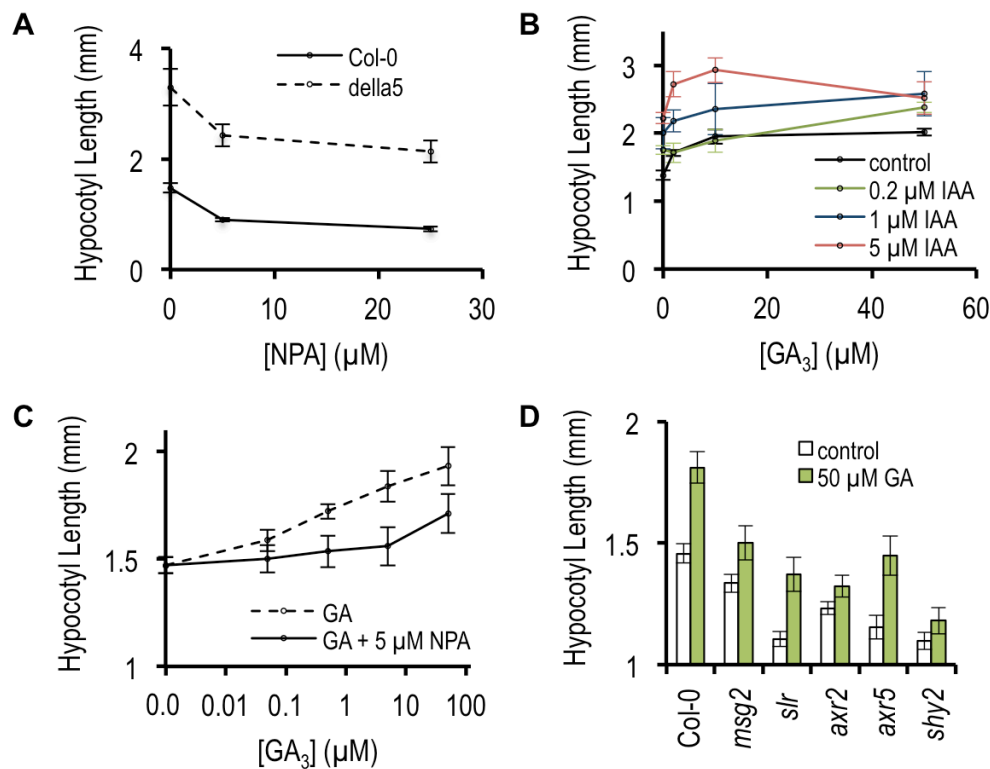 A
Hypocotyl Length (mm)
4
2
0
Col-0
della5
0 10 20 30
[NPA] (µM)
B
Hypocotyl Length (mm)
3
2
1
0
control
0.2 µM IAA
1 µM IAA
5 µM IAA
0 20 40 60
[GA3] (µM)
C
Hypocotyl Length (mm)
2
1.5
1
GA
GA + 5 µM NPA
0.0 0.01 0.1 1 10 100
[GA3] (µM)
D
Hypocotyl Length (mm)
2
1.5
1
control
50 µM GA
Col-0
msg2
slr
axr2
axr5
shy2